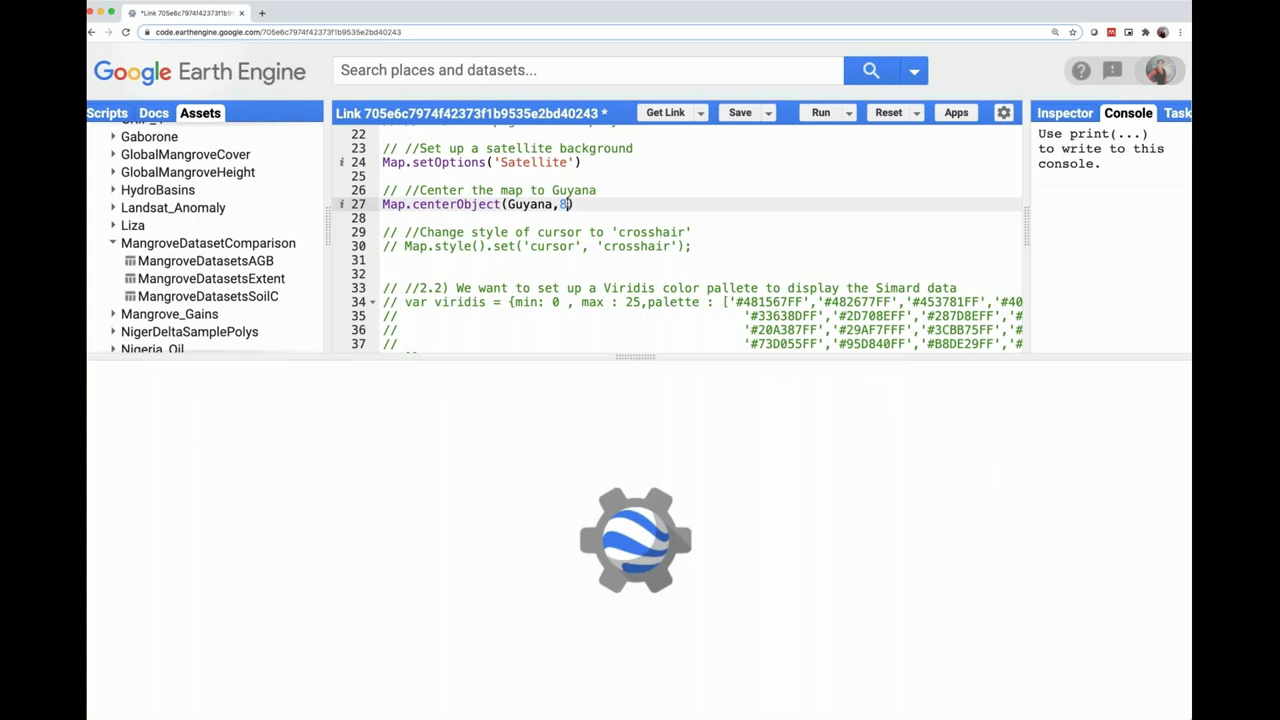 *Link 705e6c7974f42373f1b95
code.earthengine.google.com/705e6c7974f42373f1b9535e2bd40243
Google Earth Engine
Search places and datasets...
Scripts Docs Assets
Gaborone
GlobalMangroveCover
GlobalMangroveHeight
HydroBasins
Landsat_Anomaly
Liza
MangroveDatasetComparison
MangroveDatasetsAGB
MangroveDatasetsExtent
MangroveDatasetsSoilC
Mangrove_Gains
NigerDeltaSamplePolys
Nigeria_Oil
Link 705e6c7974f42373f1b9535e2bd40243 *
Get Link Save Run Reset Apps
22
23 // //Set up a satellite background
24 Map.setOptions('Satellite')
25
26 // //Center the map to Guyana
27 Map.centerObject(Guyana,8)
28
29 // //Change style of cursor to 'crosshair'
30 // Map.style().set('cursor', 'crosshair');
31
32
33 // //2.2) We want to set up a Viridis color pallete to display the Simard data
34 // var viridis = {min: 0 , max : 25,palette : ['#481567FF','#482677FF','#453781FF','#40
35 // '#33638DFF','#2D708EFF','#287D8EFF','#
36 // '#20A387FF','#29AF7FFF','#3CBB75FF','#
37 // '#73D055FF','#95D840FF','#B8DE29FF','#
Inspector Console Task
Use print(...)
to write to this
console.